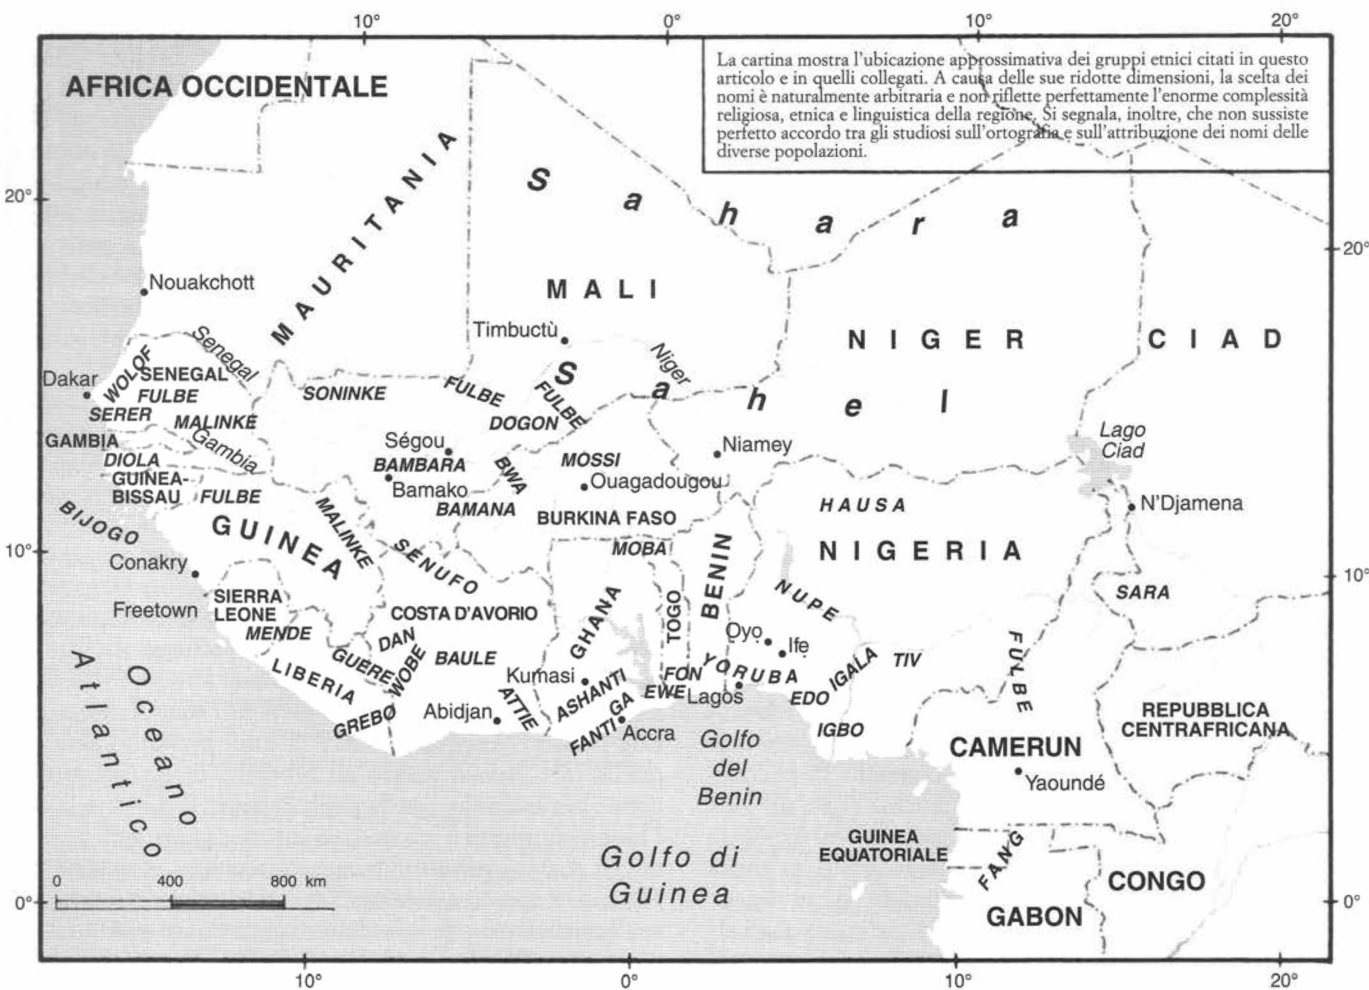 10°
0°
10°
20°
AFRICA OCCIDENTALE
La cartina mostra l'ubicazione approssimativa dei gruppi etnici citati in questo
articolo e in quelli collegati. A causa delle sue ridotte dimensioni, la scelta dei
nomi è naturalmente arbitraria e non riflette perfettamente l'enorme complessità
religiosa, etnica e linguistica della regione. Si segnala, inoltre, che non sussiste
perfetto accordo tra gli studiosi sull'ortografia e sull'attribuzione dei nomi delle
diverse popolazioni.
20°
20°
Sahara
MAURITANIA
Nouakchott
MALI
Timbuctù
NIGER
CIAD
Senegal
Niger
Sahel
WOLOF
SENEGAL
Dakar
FULBE
SERER
MALINKE
SONINKE
FULBE
FULBE
DOGON
GAMBIA
Gambia
Ségou
Niamey
Lago
Ciad
DIOLA
BAMBARA
BWA
MOSSI
GUINEA-
BISSAU
FULBE
Bamako
Ouagadougou
HAUSA
N'Djamena
BIJOGO
MALINKE
BAMANA
BURKINA FASO
GUINEA
SÉNUFO
MOBA
BENIN
NIGERIA
10°
10°
Conakry
SIERRA
LEONE
Freetown
MENDE
COSTA D'AVORIO
GHANA
TOGO
NUPE
SARA
DAN
Oyo
Ife
GUERE
WOBE
BAULE
Kumasi
FON
YORUBA
IGALA
TIV
FULBE
LIBERIA
ATTIE
ASHANTI
EWE
Lagos
EDO
GREBO
Abidjan
FANTI
GA
Accra
IGBO
REPUBBLICA
CENTRAFRICANA
Oceano
Atlantico
Golfo
del
Benin
CAMERUN
Yaoundé
GUINEA
EQUATORIALE
FANG
Golfo di
Guinea
CONGO
GABON
0 400 800 km
0°
0°
10°
0°
10°
20°